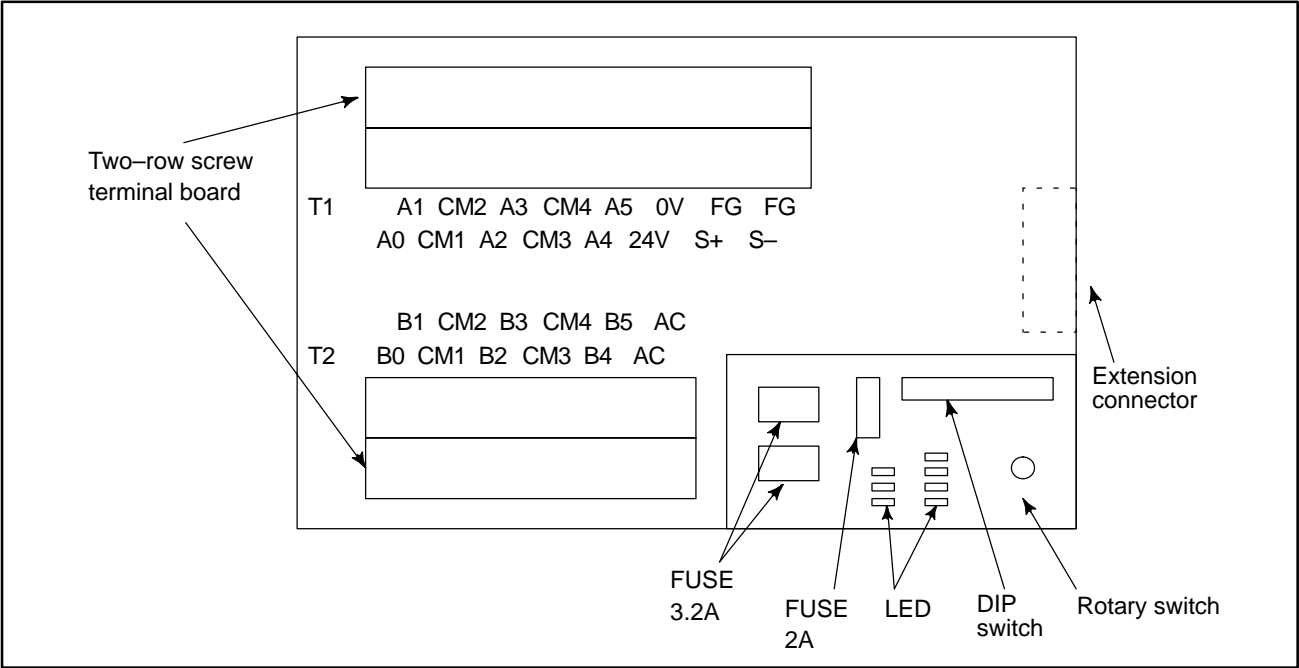 Two–row screw
terminal board
T1
A1 CM2 A3 CM4 A5 0V FG FG
A0 CM1 A2 CM3 A4 24V S+ S–
B1 CM2 B3 CM4 B5 AC
T2
B0 CM1 B2 CM3 B4 AC
Extension
connector
FUSE
3.2A
FUSE
2A
LED
DIP
switch
Rotary switch